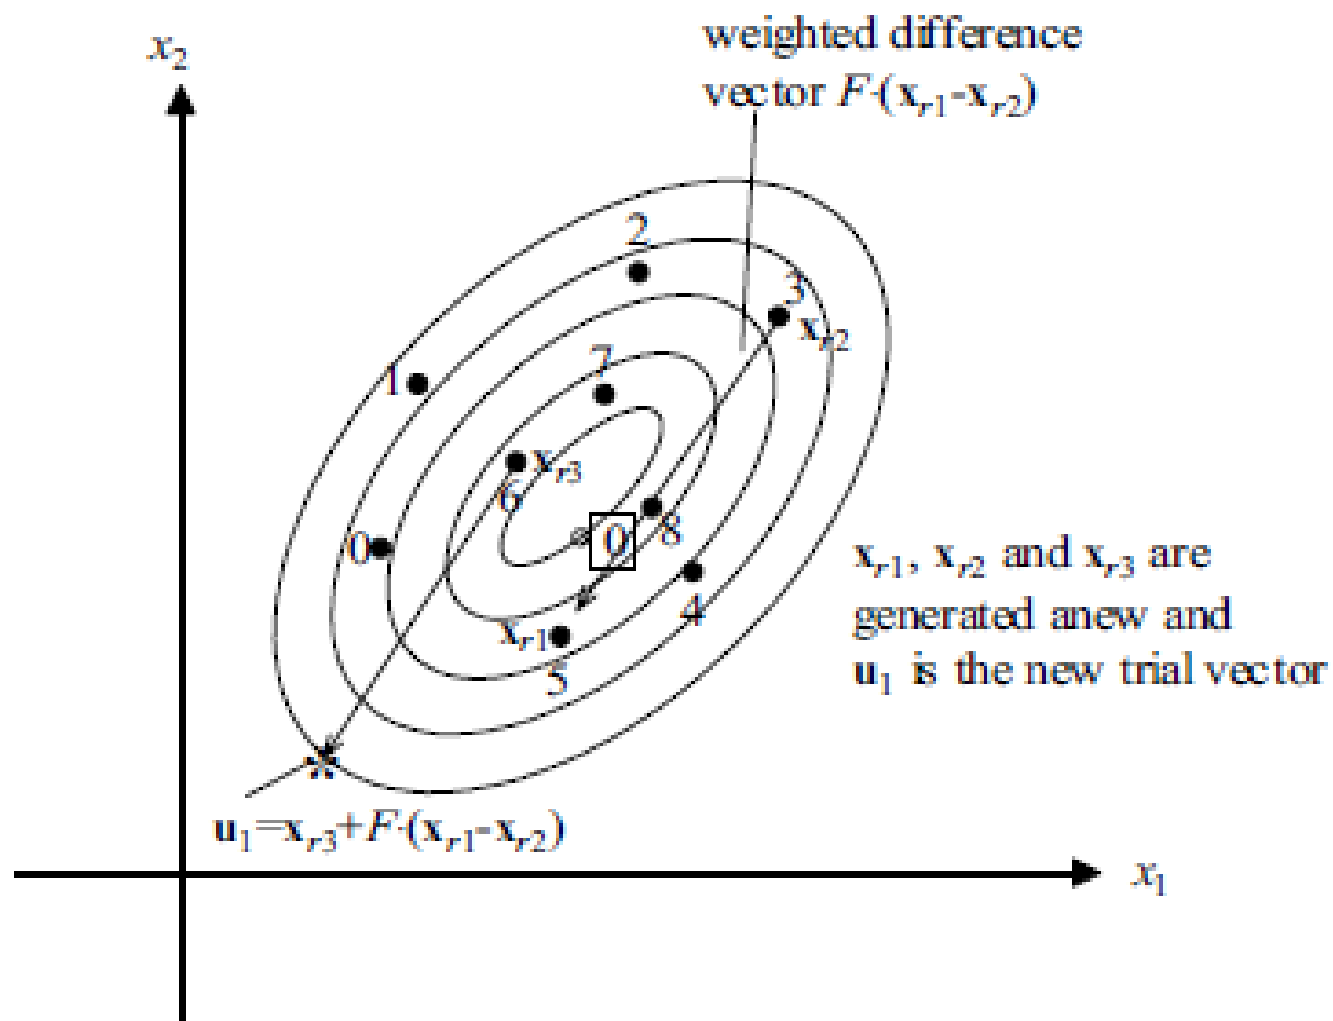 x2
weighted difference
vector F·(xr1-xr2)
2
3
xr2
1
7
xr3
6
0
0
8
xr1
4
5
xr1, xr2 and xr3 are
generated anew and
u1 is the new trial vector
u1=xr3+F·(xr1-xr2)
x1